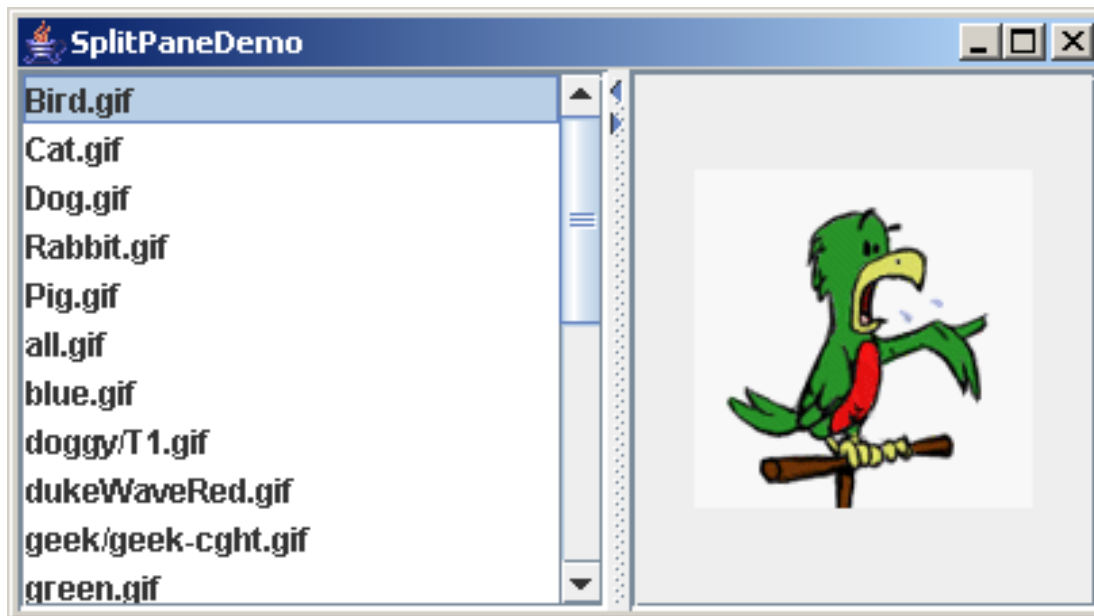 SplitPaneDemo
Bird.gif
Cat.gif
Dog.gif
Rabbit.gif
Pig.gif
all.gif
blue.gif
doggy/T1.gif
dukeWaveRed.gif
geek/geek-cght.gif
green.gif